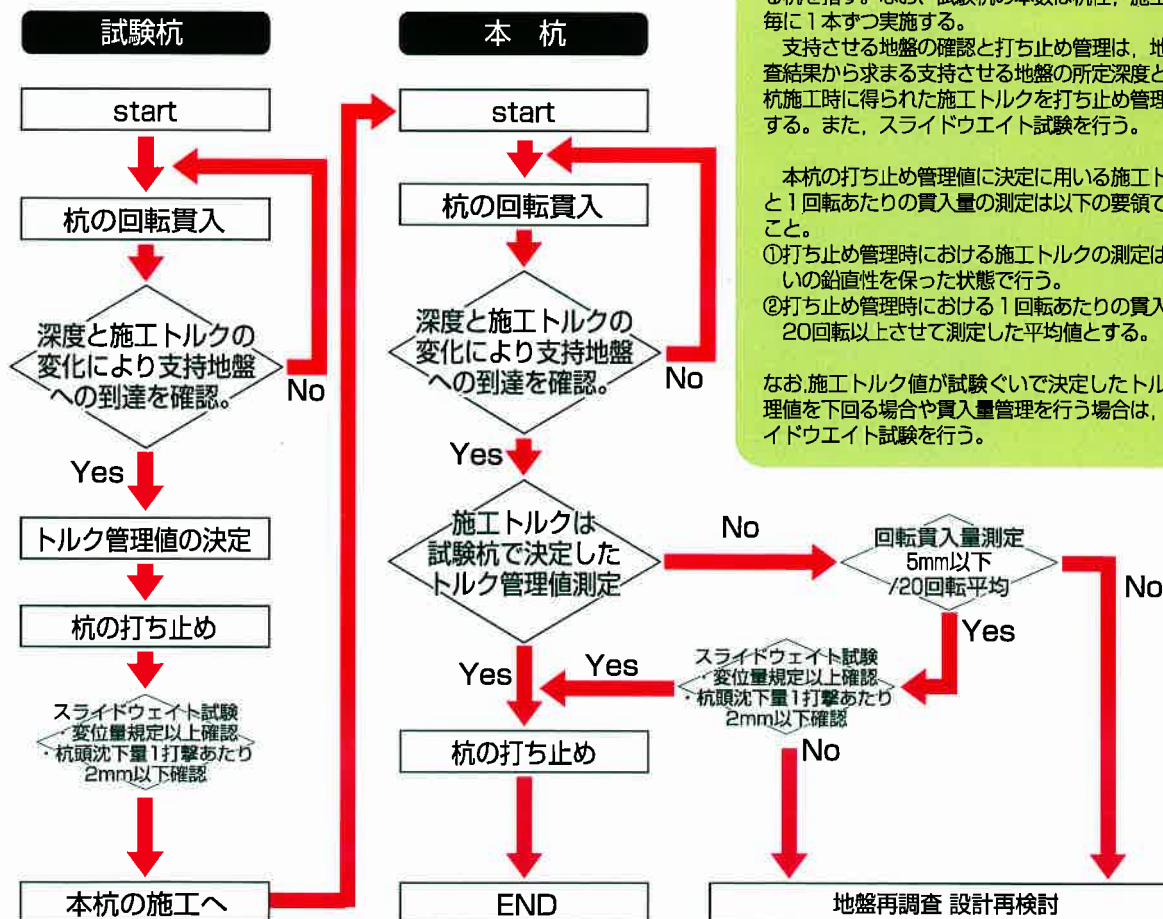 試験杭
start
杭の回転貫入
深度と施工トルクの
変化により支持地盤
への到達を確認。
No
Yes
トルク管理値の決定
杭の打ち止め
スライドウェイト試験
・変位量規定以上確認
・杭頭沈下量1打撃あたり
2mm以下確認
本杭の施工へ
本 杭
start
杭の回転貫入
深度と施工トルクの
変化により支持地盤
への到達を確認。
No
Yes
施工トルクは
試験杭で決定した
トルク管理値測定
No
Yes
回転貫入量測定
5mm以下
/20回転平均
No
Yes
スライドウェイト試験
・変位量規定以上確認
・杭頭沈下量1打撃あたり
2mm以下確認
Yes
No
杭の打ち止め
END
地盤再調査 設計再検討
毎に1本ずつ実施する。
支持させる地盤の確認と打ち止め管理は，地
査結果から求まる支持させる地盤の所定深度と
杭施工時に得られた施工トルクを打ち止め管理
する。また，スライドウエイト試験を行う。
本杭の打ち止め管理値に決定に用いる施工ト
と1回転あたりの貫入量の測定は以下の要領で
こと。
①打ち止め管理時における施工トルクの測定は
いの鉛直性を保った状態で行う。
②打ち止め管理時における1回転あたりの貫入
20回転以上させて測定した平均値とする。
なお,施工トルク値が試験ぐいで決定したトル
理値を下回る場合や貫入量管理を行う場合は，
イドウエイト試験を行う。